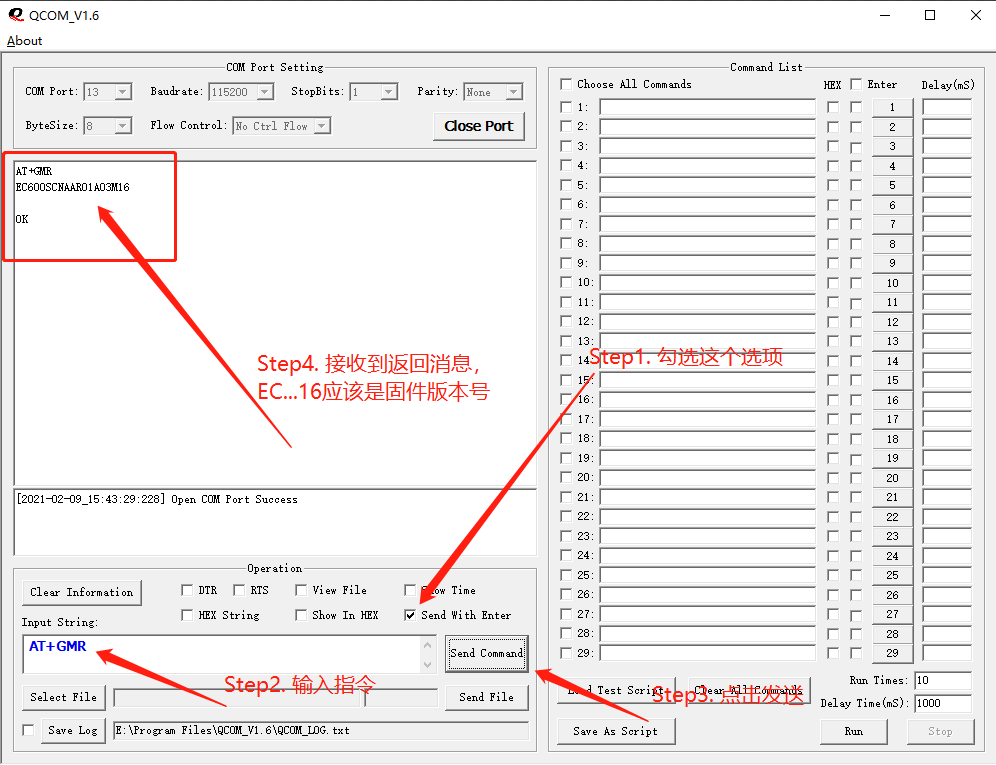 QCOM_V1.6
About
COM Port Setting
COM Port: 13 Baudrate: 115200 StopBits: 1 Parity: None
ByteSize: 8 Flow Control: No Ctrl Flow Close Port
AT+GMR
EC600SCNAAR01A03M16
OK
Step4. 接收到返回消息,
EC...16应该是固件版本号
[2021-02-09_15:43:29:228] Open COM Port Success
Operation
Clear Information DTR RTS View File Show Time
HEX String Show In HEX Send With Enter
Input String:
AT+GMR
Send Command
Step2. 输入指令
Select File Send File
Save Log E:\Program Files\QCOM_V1.6\QCOM_LOG.txt
Command List
Choose All Commands HEX Enter Delay(mS)
1: 1
2: 2
3: 3
4: 4
5: 5
6: 6
7: 7
8: 8
9: 9
10: 10
11: 11
12: 12
13: 13
Step1. 勾选这个选项
14: 14
15: 15
16: 16
17: 17
18: 18
19: 19
20: 20
21: 21
22: 22
23: 23
24: 24
25: 25
26: 26
27: 27
28: 28
29: 29
Load Test Script Clear All Commands Run Times: 10
Step3. 点击发送
Delay Time(mS): 1000
Save As Script Run Stop